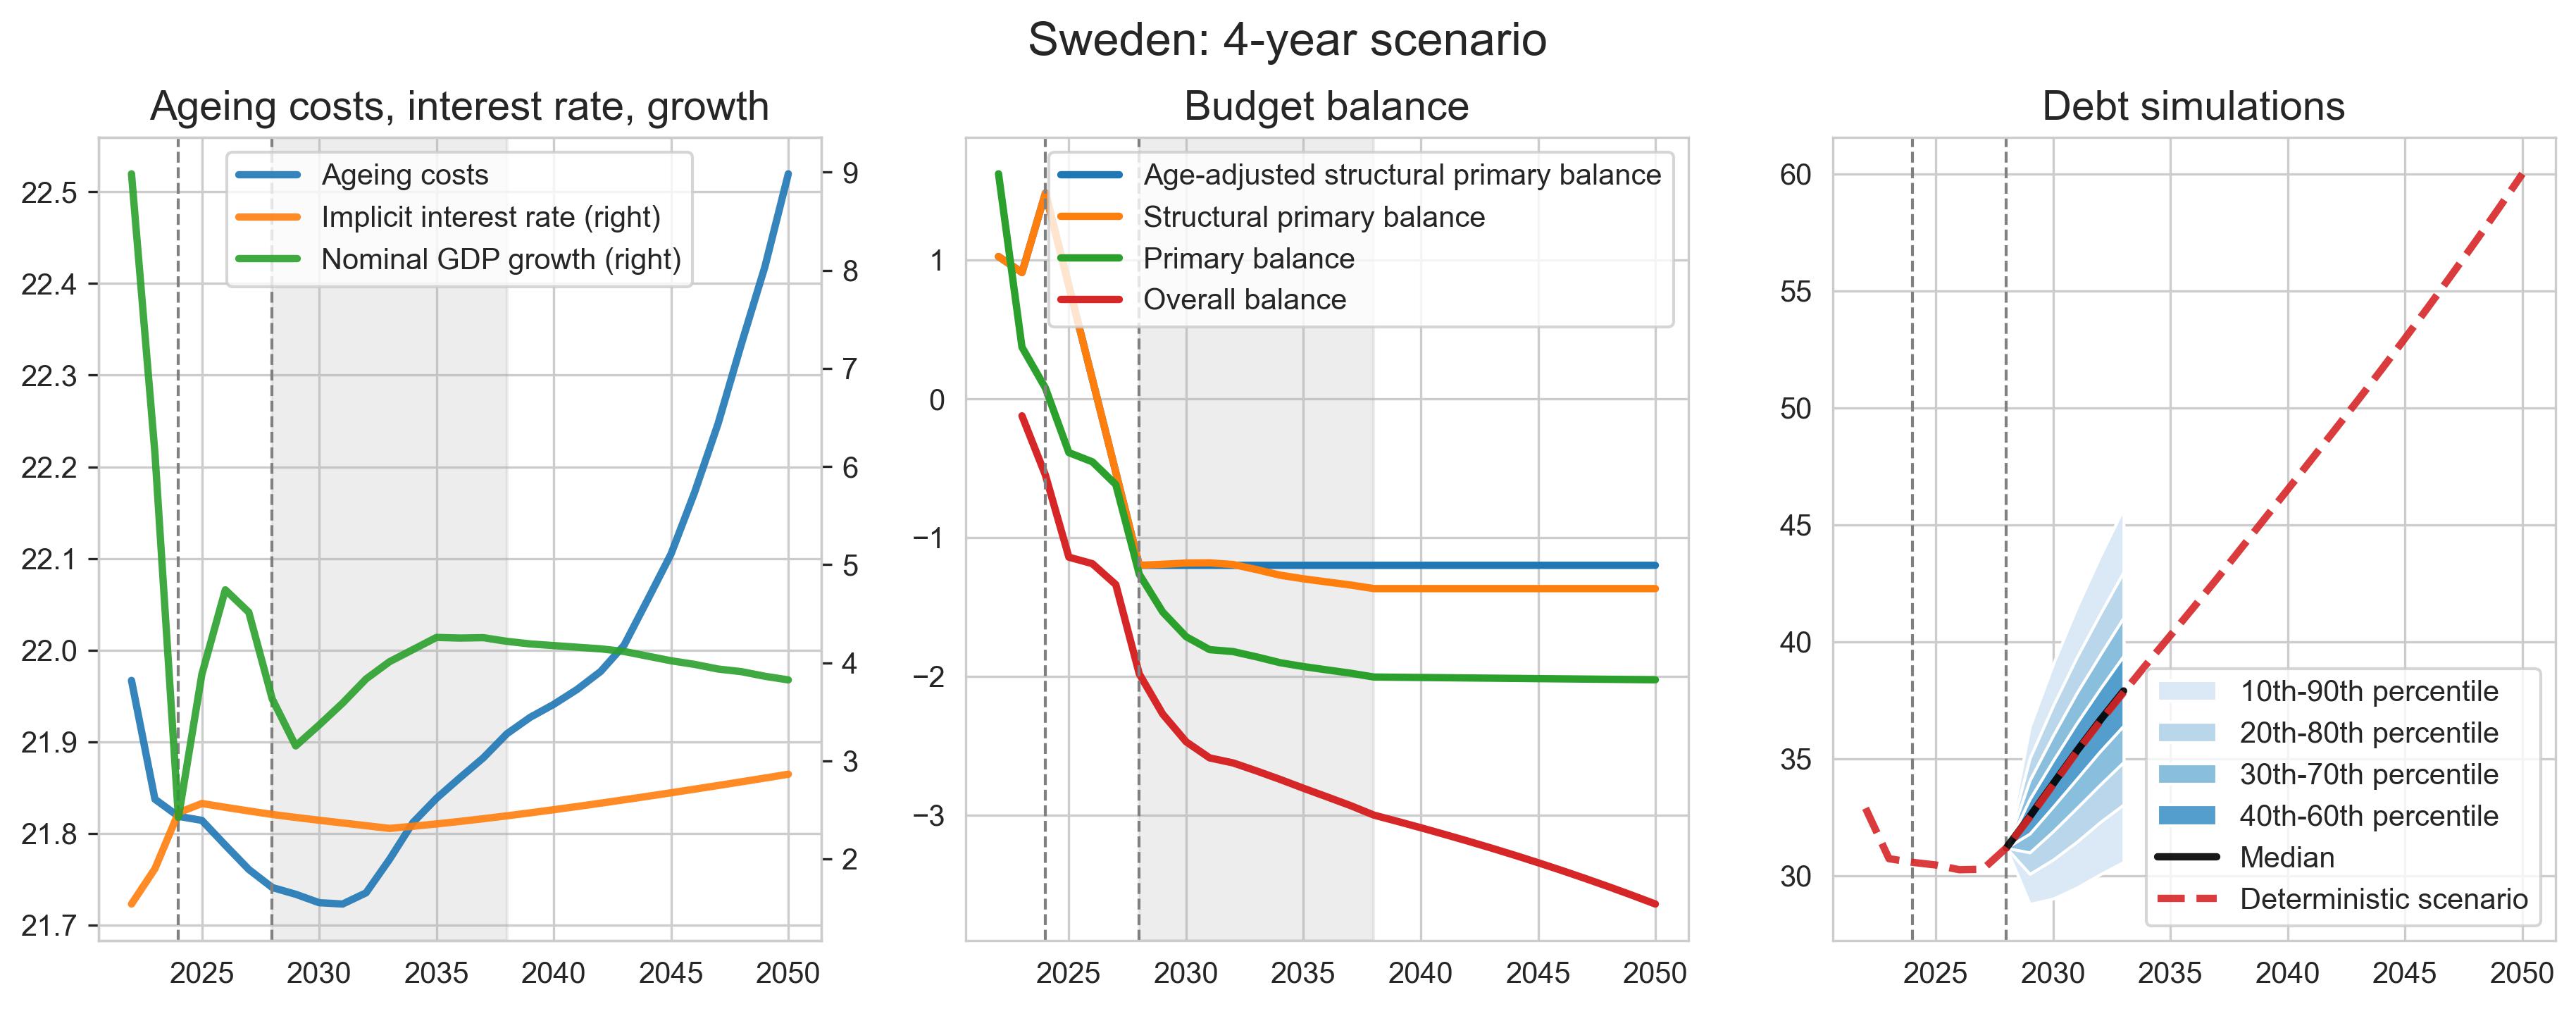 Sweden: 4-year scenario
Ageing costs, interest rate, growth
Ageing costs
Implicit interest rate (right)
Nominal GDP growth (right)
22.5
22.4
22.3
22.2
22.1
22.0
21.9
21.8
21.7
9
8
7
6
5
4
3
2
2025 2030 2035 2040 2045 2050
Budget balance
Age-adjusted structural primary balance
Structural primary balance
Primary balance
Overall balance
1
0
−1
−2
−3
2025 2030 2035 2040 2045 2050
Debt simulations
60
55
50
45
40
35
30
10th-90th percentile
20th-80th percentile
30th-70th percentile
40th-60th percentile
Median
Deterministic scenario
2025 2030 2035 2040 2045 2050